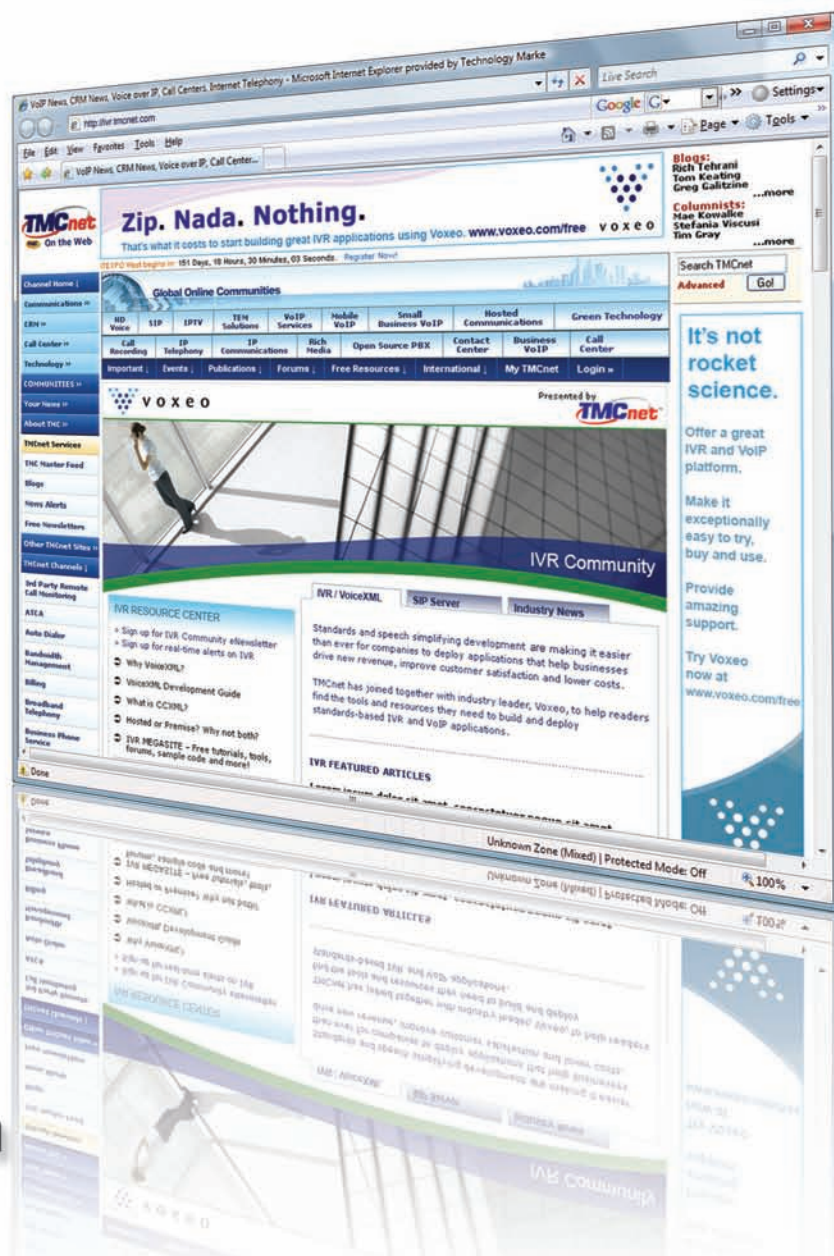 VoIP News, CRM News, Voice over IP, Call Centers, Internet Telephony - Microsoft Internet Explorer provided by Technology Marke
http://ivr.tmcnet.com
Live Search
Google
Settings
File Edit View Favorites Tools Help
VoIP News, CRM News, Voice over IP, Call Center...
Page Tools
TMCnet
On the Web
Zip. Nada. Nothing.
That's what it costs to start building great IVR applications using Voxeo. www.voxeo.com/free
voxeo
Blogs:
Rich Tehrani
Tom Keating
Greg Galitzine
...more
Columnists:
Mae Kowalke
Stefania Viscusi
Tim Gray
...more
Search TMCnet
Advanced Go!
ITEXPO West begins in: 151 Days, 18 Hours, 30 Minutes, 03 Seconds. Register Now!
Global Online Communities
HD Voice SIP IPTV TEM Solutions VoIP Services Mobile VoIP Small Business VoIP Hosted Communications Green Technology
Call Recording IP Telephony IP Communications Rich Media Open Source PBX Contact Center Business VoIP Call Center
Important Events Publications Forums Free Resources International My TMCnet Login »
Channel Home
Communications »
CRM »
Call Center »
Technology »
COMMUNITIES »
Your News »
About TMC »
TMCnet Services
TMC Master Feed
Blogs
News Alerts
Free Newsletters
Other TMCnet Sites »
TMCnet Channels
3rd Party Remote
Call Monitoring
ASCA
Auto Dialer
Bandwidth
Management
Billing
Broadband
Telephony
Business Phone
Service
voxeo
Presented by
TMCnet
IVR Community
IVR RESOURCE CENTER
» Sign up for IVR Community eNewsletter
» Sign up for real-time alerts on IVR
Why VoiceXML?
VoiceXML Development Guide
What is CCXML?
Hosted or Premise? Why not both?
IVR MEGASITE - Free tutorials, tools,
forums, sample code and more!
IVR / VoiceXML SIP Server Industry News
Standards and speech simplifying development are making it easier
than ever for companies to deploy applications that help businesses
drive new revenue, improve customer satisfaction and lower costs.
TMCnet has joined together with industry leader, Voxeo, to help readers
find the tools and resources they need to build and deploy
standards-based IVR and VoIP applications.
IVR FEATURED ARTICLES
It's not
rocket
science.
Offer a great
IVR and VoIP
platform.
Make it
exceptionally
easy to try,
buy and use.
Provide
amazing
support.
Try Voxeo
now at
www.voxeo.com/free
Done
Unknown Zone (Mixed) | Protected Mode: Off
100%